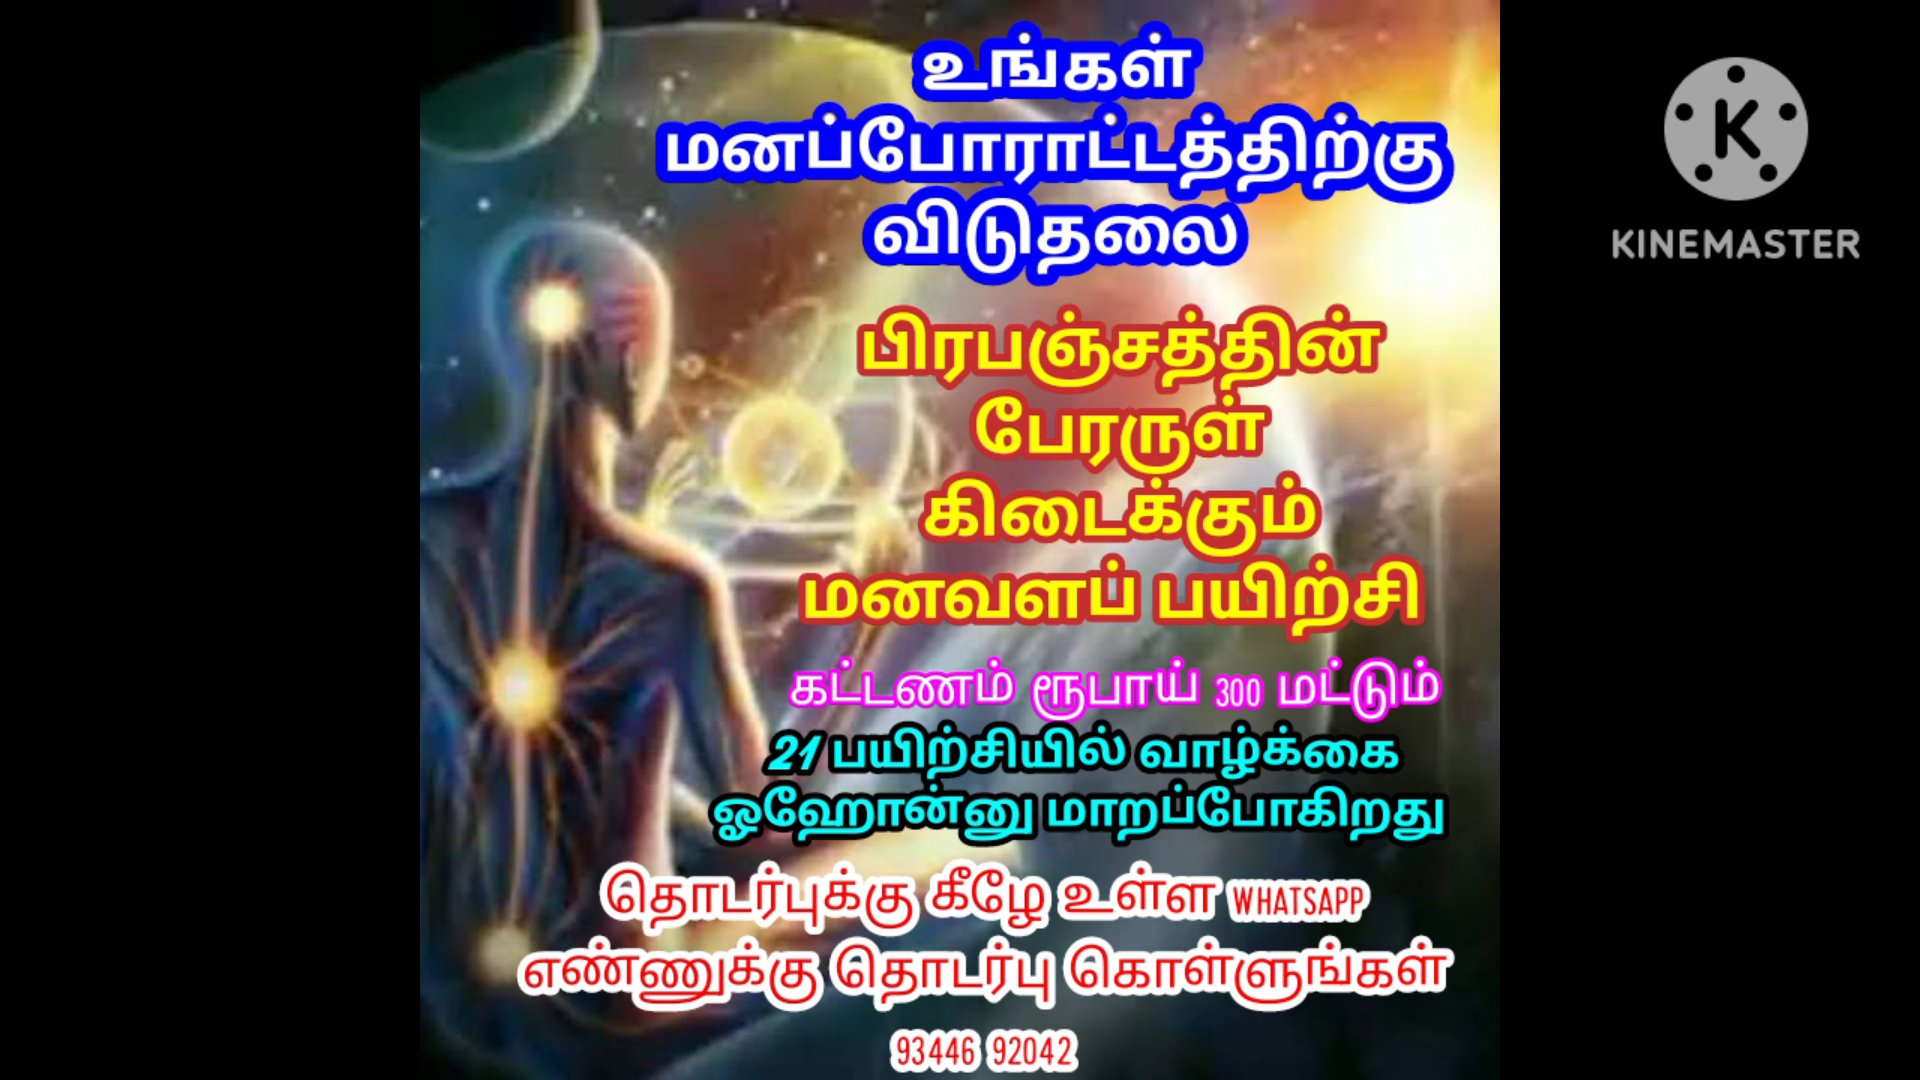 உங்கள்
மனப்போராட்டத்திற்கு
விடுதலை
பிரபஞ்சத்தின்
பேரருள்
கிடைக்கும்
மனவளப் பயிற்சி
கட்டணம் ரூபாய் 300 மட்டும்
21 பயிற்சியில் வாழ்க்கை
ஓஹோன்னு மாறப்போகிறது
தொடர்புக்கு கீழே உள்ள WHATSAPP
எண்ணுக்கு தொடர்பு கொள்ளுங்கள்
93446 92042
K
KINEMASTER